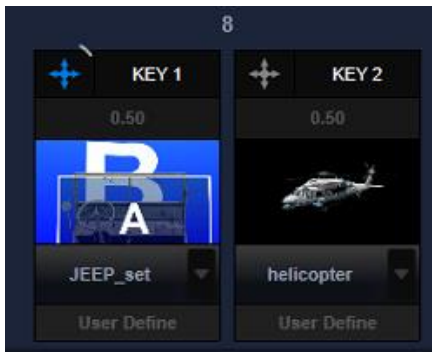 8
KEY 1
KEY 2
0.50
0.50
B
A
JEEP_set
helicopter
User Define
User Define